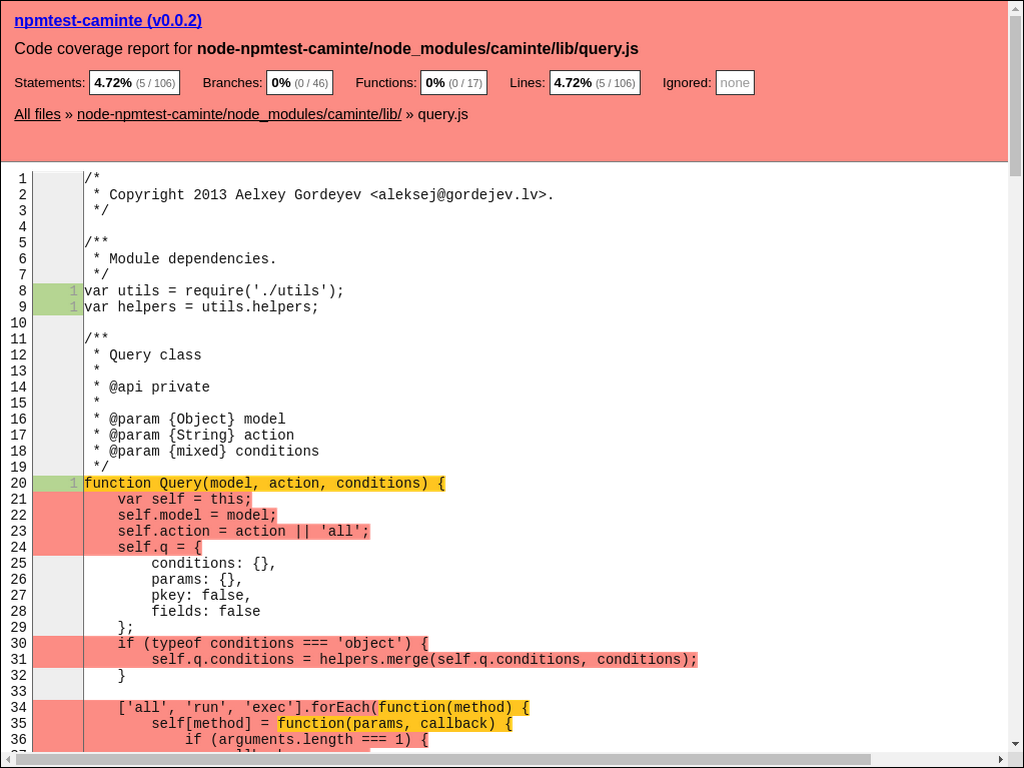 npmtest-caminte (v0.0.2)
Code coverage report for node-npmtest-caminte/node_modules/caminte/lib/query.js
Statements: 4.72% (5 / 106) Branches: 0% (0 / 46) Functions: 0% (0 / 17) Lines: 4.72% (5 / 106) Ignored: none
All files » node-npmtest-caminte/node_modules/caminte/lib/ » query.js
1 /*
2 * Copyright 2013 Aelxey Gordeyev <aleksej@gordejev.lv>.
3 */
4
5 /**
6 * Module dependencies.
7 */
8 1 var utils = require('./utils');
9 1 var helpers = utils.helpers;
10
11 /**
12 * Query class
13 *
14 * @api private
15 *
16 * @param {Object} model
17 * @param {String} action
18 * @param {mixed} conditions
19 */
20 1 function Query(model, action, conditions) {
21 var self = this;
22 self.model = model;
23 self.action = action || 'all';
24 self.q = {
25 conditions: {},
26 params: {},
27 pkey: false,
28 fields: false
29 };
30 if (typeof conditions === 'object') {
31 self.q.conditions = helpers.merge(self.q.conditions, conditions);
32 }
33
34 ['all', 'run', 'exec'].forEach(function(method) {
35 self[method] = function(params, callback) {
36 if (arguments.length === 1) {